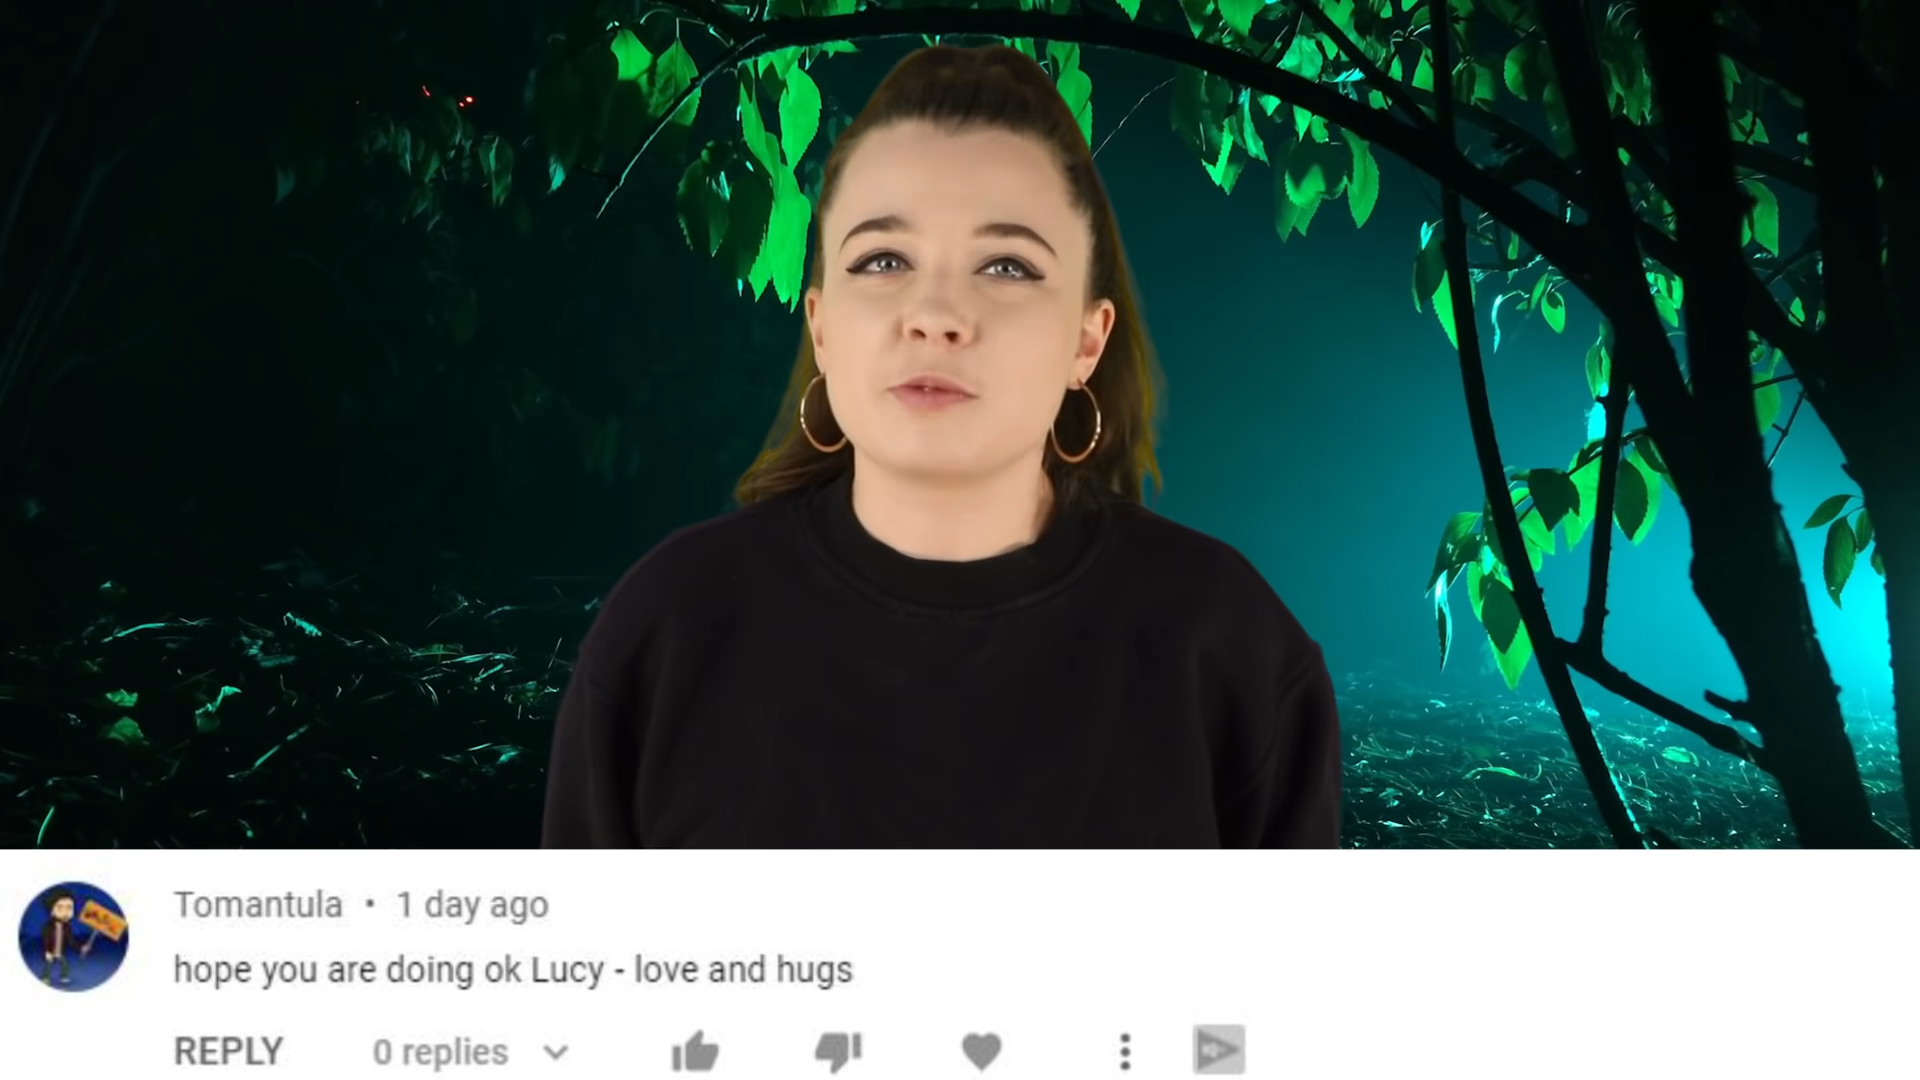 Tomantula • 1 day ago
hope you are doing ok Lucy - love and hugs
REPLY 0 replies